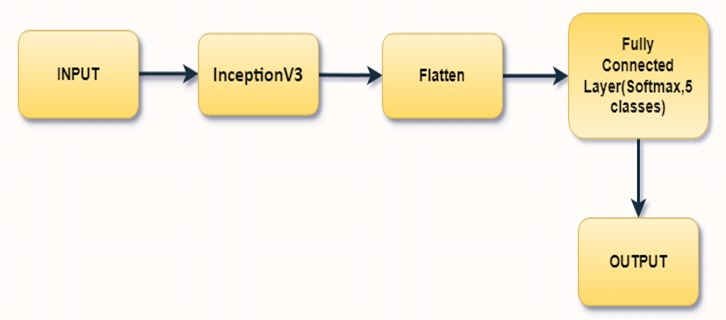 INPUT
InceptionV3
Flatten
Fully
Connected
Layer(Softmax,5
classes)
OUTPUT